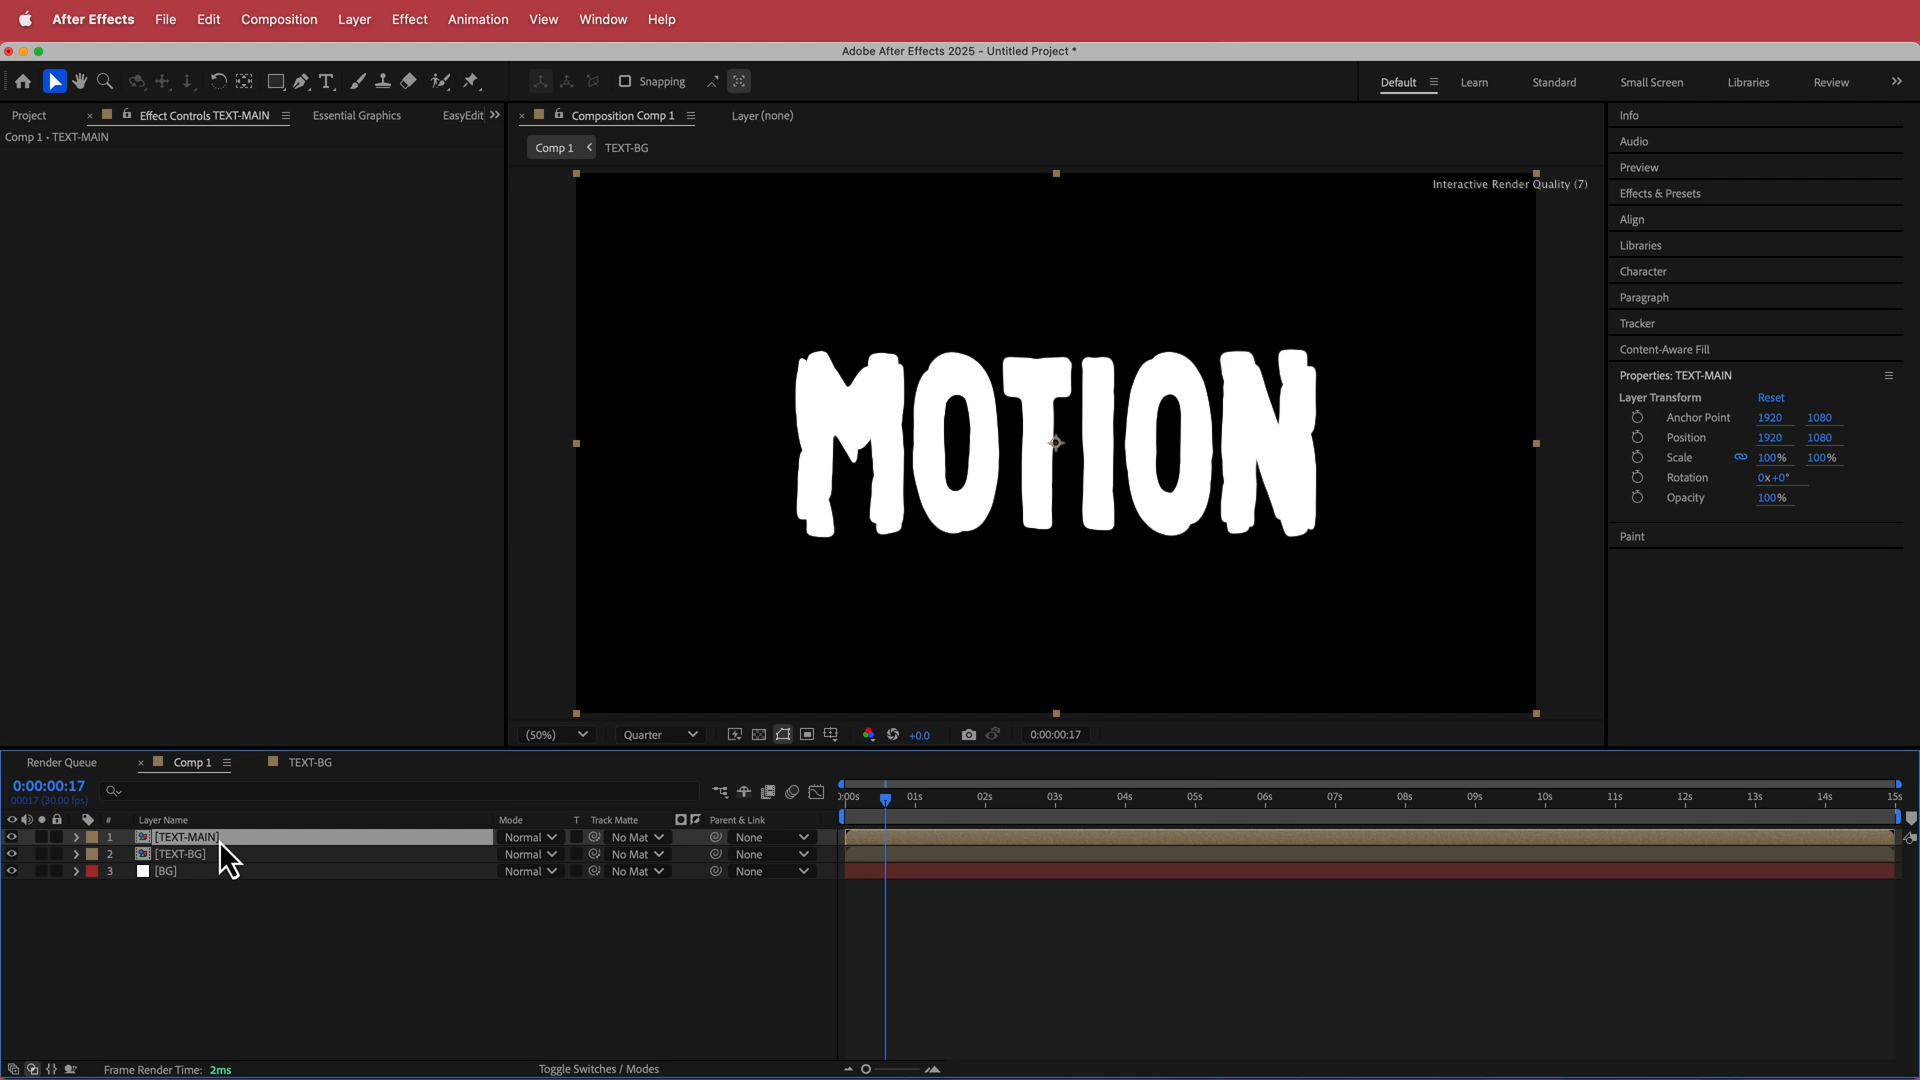 After Effects File Edit Composition Layer Effect Animation View Window Help
Adobe After Effects 2025 - Untitled Project *
Snapping Default Learn Standard Small Screen Libraries Review
Project Effect Controls TEXT-MAIN Essential Graphics EasyEdit
Comp 1 • TEXT-MAIN
Composition Comp 1 Layer (none)
Comp 1 TEXT-BG
Interactive Render Quality (7)
MOTION
(50%) Quarter +0.0 0:00:00:17
Info
Audio
Preview
Effects & Presets
Align
Libraries
Character
Paragraph
Tracker
Content-Aware Fill
Properties: TEXT-MAIN
Layer Transform Reset
Anchor Point 1920 1080
Position 1920 1080
Scale 100% 100%
Rotation 0x+0°
Opacity 100%
Paint
Render Queue Comp 1 TEXT-BG
0:00:00:17
00017 (30.00 fps)
:00s 01s 02s 03s 04s 05s 06s 07s 08s 09s 10s 11s 12s 13s 14s 15s
# Layer Name Mode T Track Matte Parent & Link
1 [TEXT-MAIN] Normal No Mat None
2 [TEXT-BG] Normal No Mat None
3 [BG] Normal No Mat None
Frame Render Time: 2ms Toggle Switches / Modes